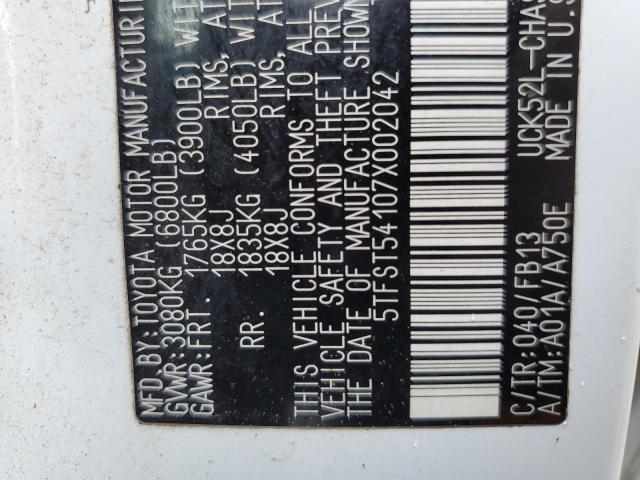 MFD BY: TOYOTA MOTOR MANUFACTURI
GVWR: 3080KG (6800LB)
GAWR: FRT. 1765KG (3900LB) WIT
18X8J RIMS, AT
RR. 1835KG (4050LB) WIT
18X8J RIMS, AT
THIS VEHICLE CONFORMS TO ALL
VEHICLE SAFETY AND THEFT PREV
THE DATE OF MANUFACTURE SHOWN
5TFST54107X002042
C/TR: 040/FB13 UCK52L-CHAS
A/TM: A01A/A750E MADE IN U.S